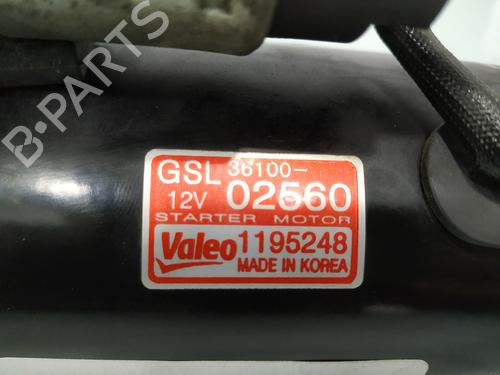 B-PARTS
GSL 36100-
12V 02560
STARTER MOTOR
Valeo 1195248
MADE IN KOREA